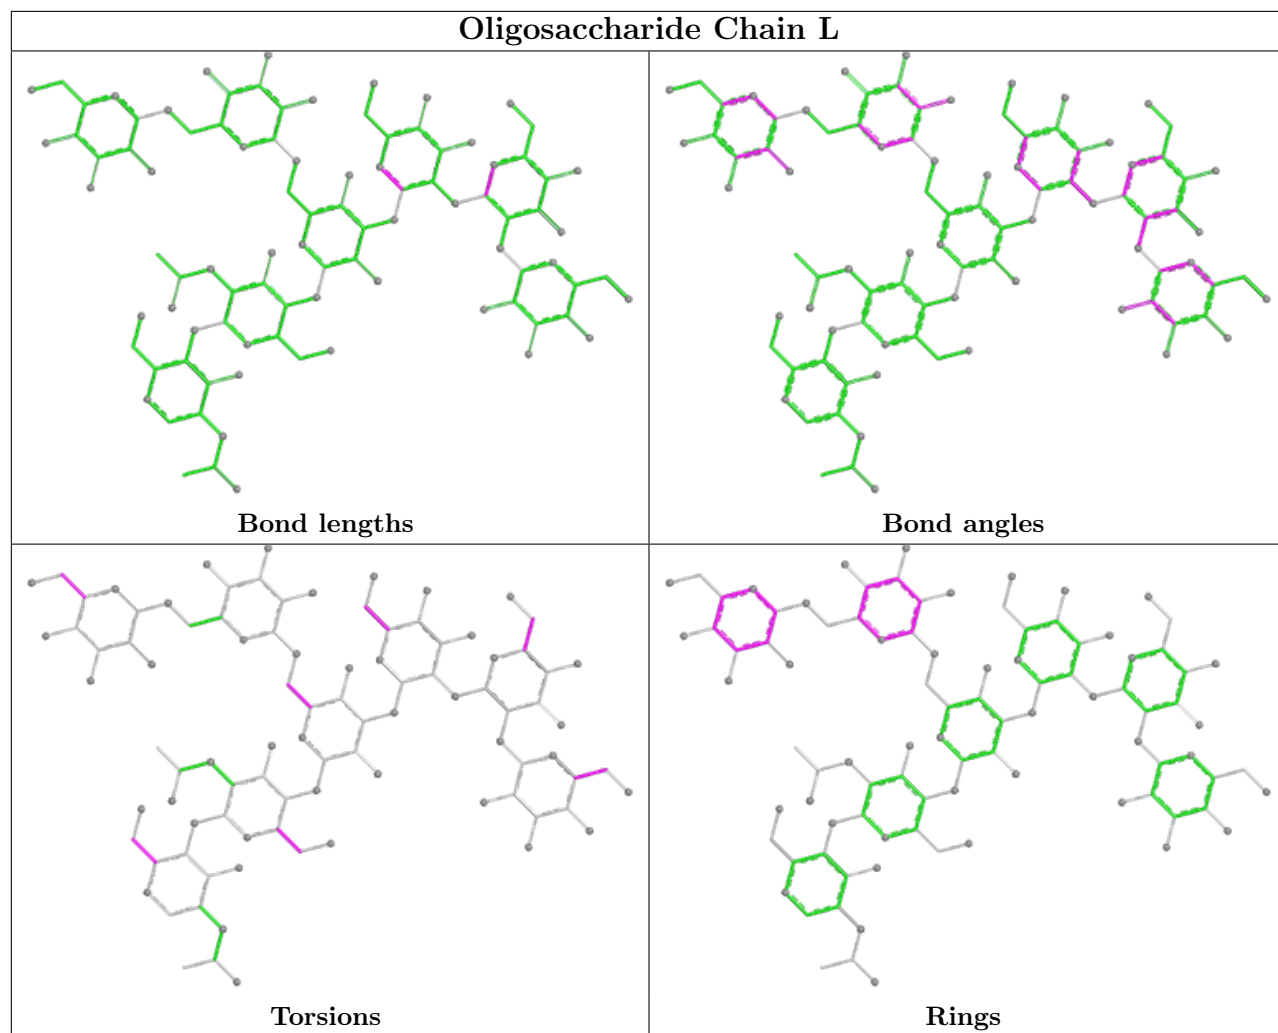 Oligosaccharide Chain L
Bond lengths
Bond angles
Torsions
Rings